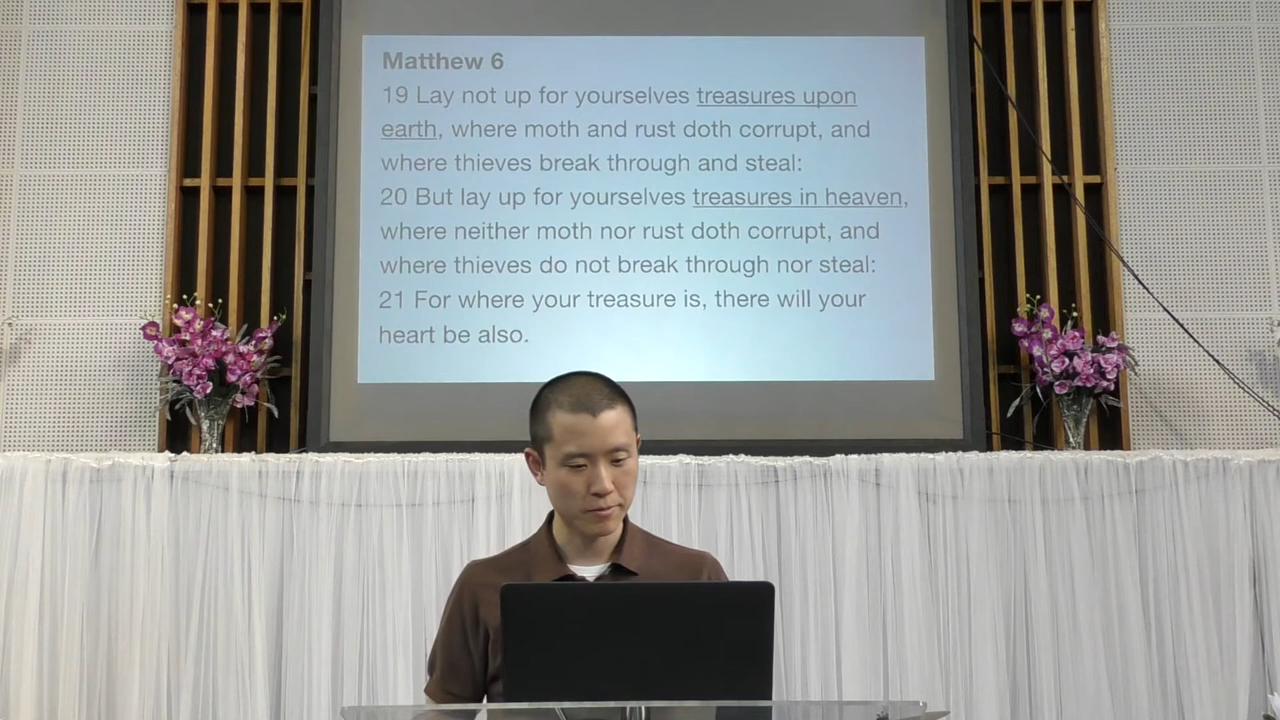 Matthew 6
19 Lay not up for yourselves treasures upon
earth, where moth and rust doth corrupt, and
where thieves break through and steal:
20 But lay up for yourselves treasures in heaven,
where neither moth nor rust doth corrupt, and
where thieves do not break through nor steal:
21 For where your treasure is, there will your
heart be also.